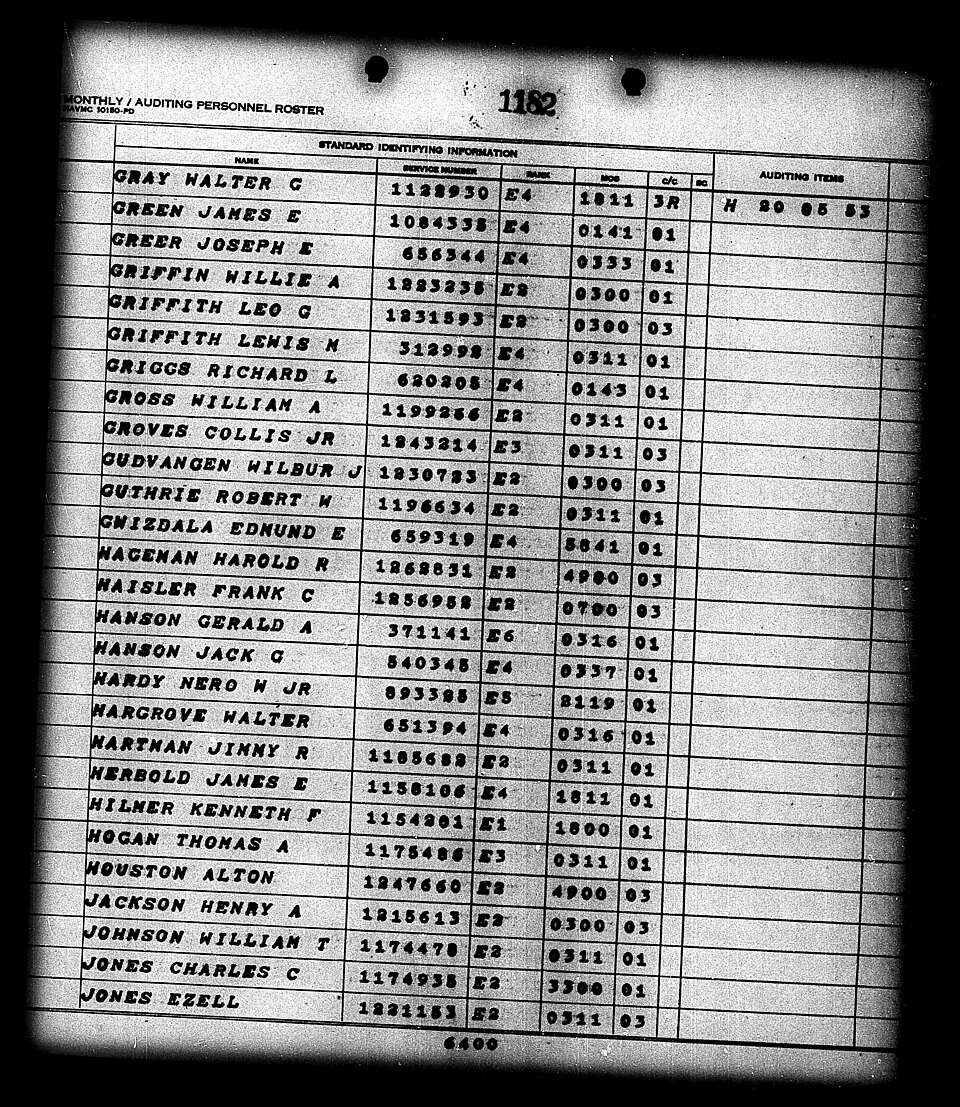 1182
MONTHLY / AUDITING PERSONNEL ROSTER
NAVMC 10180-PD
STANDARD IDENTIFYING INFORMATION
NAME SERVICE NUMBER RANK MOS C/C SC AUDITING ITEMS
GRAY WALTER G 1128930 E4 1811 3R H 20 05 53
GREEN JAMES E 1084338 E4 0141 01
GREER JOSEPH E 656344 E4 0333 01
GRIFFIN WILLIE A 1223235 E2 0300 01
GRIFFITH LEO G 1231593 E2 0300 03
GRIFFITH LEWIS M 312998 E4 0311 01
GRIGGS RICHARD L 620205 E4 0143 01
GROSS WILLIAM A 1199266 E2 0311 01
GROVES COLLIS JR 1243214 E3 0311 03
GUDVANGEN WILBUR J 1230723 E2 0300 03
GUTHRIE ROBERT W 1196634 E2 0311 01
GWIZDALA EDMUND E 659319 E4 5841 01
HAGEMAN HAROLD R 1262831 E2 4900 03
HAISLER FRANK C 1256952 E2 0700 03
HANSON GERALD A 371141 E6 0316 01
HANSON JACK G 540345 E4 0337 01
HARDY NERO W JR 893385 E5 2119 01
HARGROVE WALTER 651394 E4 0316 01
HARTMAN JIMMY R 1185682 E2 0311 01
HERBOLD JAMES E 1158106 E4 1811 01
HILMER KENNETH F 1154201 E1 1800 01
HOGAN THOMAS A 1175486 E3 0311 01
HOUSTON ALTON 1247660 E2 4900 03
JACKSON HENRY A 1215613 E2 0300 03
JOHNSON WILLIAM T 1174478 E2 0311 01
JONES CHARLES C 1174935 E2 3300 01
JONES EZELL 1221153 E2 0311 03
6400